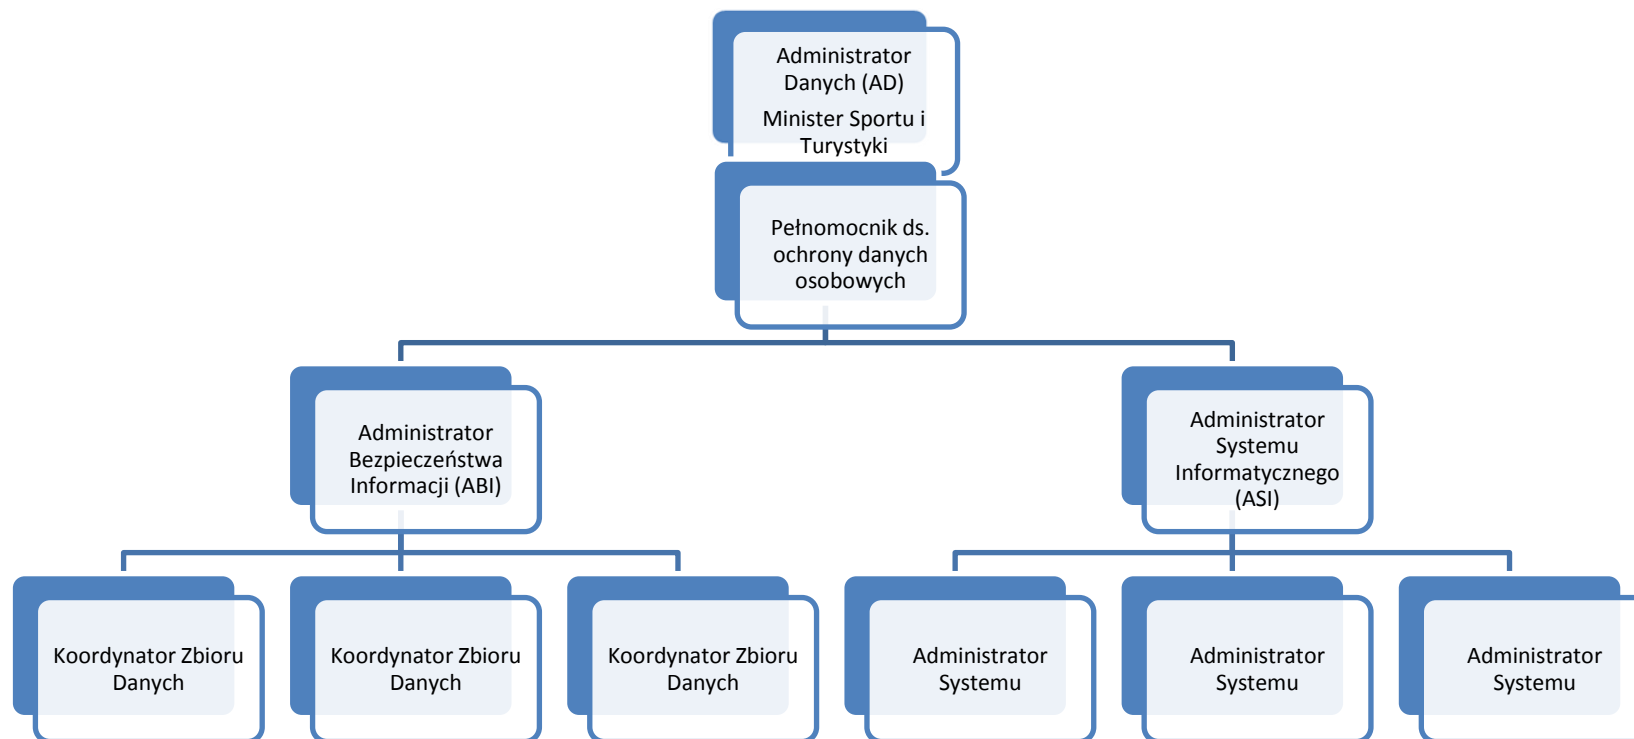 Administrator
Danych (AD)
Minister Sportu i
Turystyki
Pełnomocnik ds.
ochrony danych
osobowych
Administrator
Bezpieczeństwa
Informacji (ABI)
Administrator
Systemu
Informatycznego
(ASI)
Koordynator Zbioru
Danych
Koordynator Zbioru
Danych
Koordynator Zbioru
Danych
Administrator
Systemu
Administrator
Systemu
Administrator
Systemu